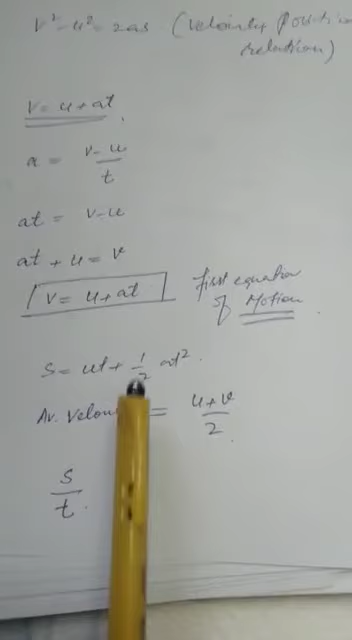 v² - u² = 2as (velocity position
relation)
v = u + at
a = v - u / t
at = v - u
at + u = v
v = u + at first equation
of Motion
s = ut + 1/2 at².
Av. = u + v / 2
s / t